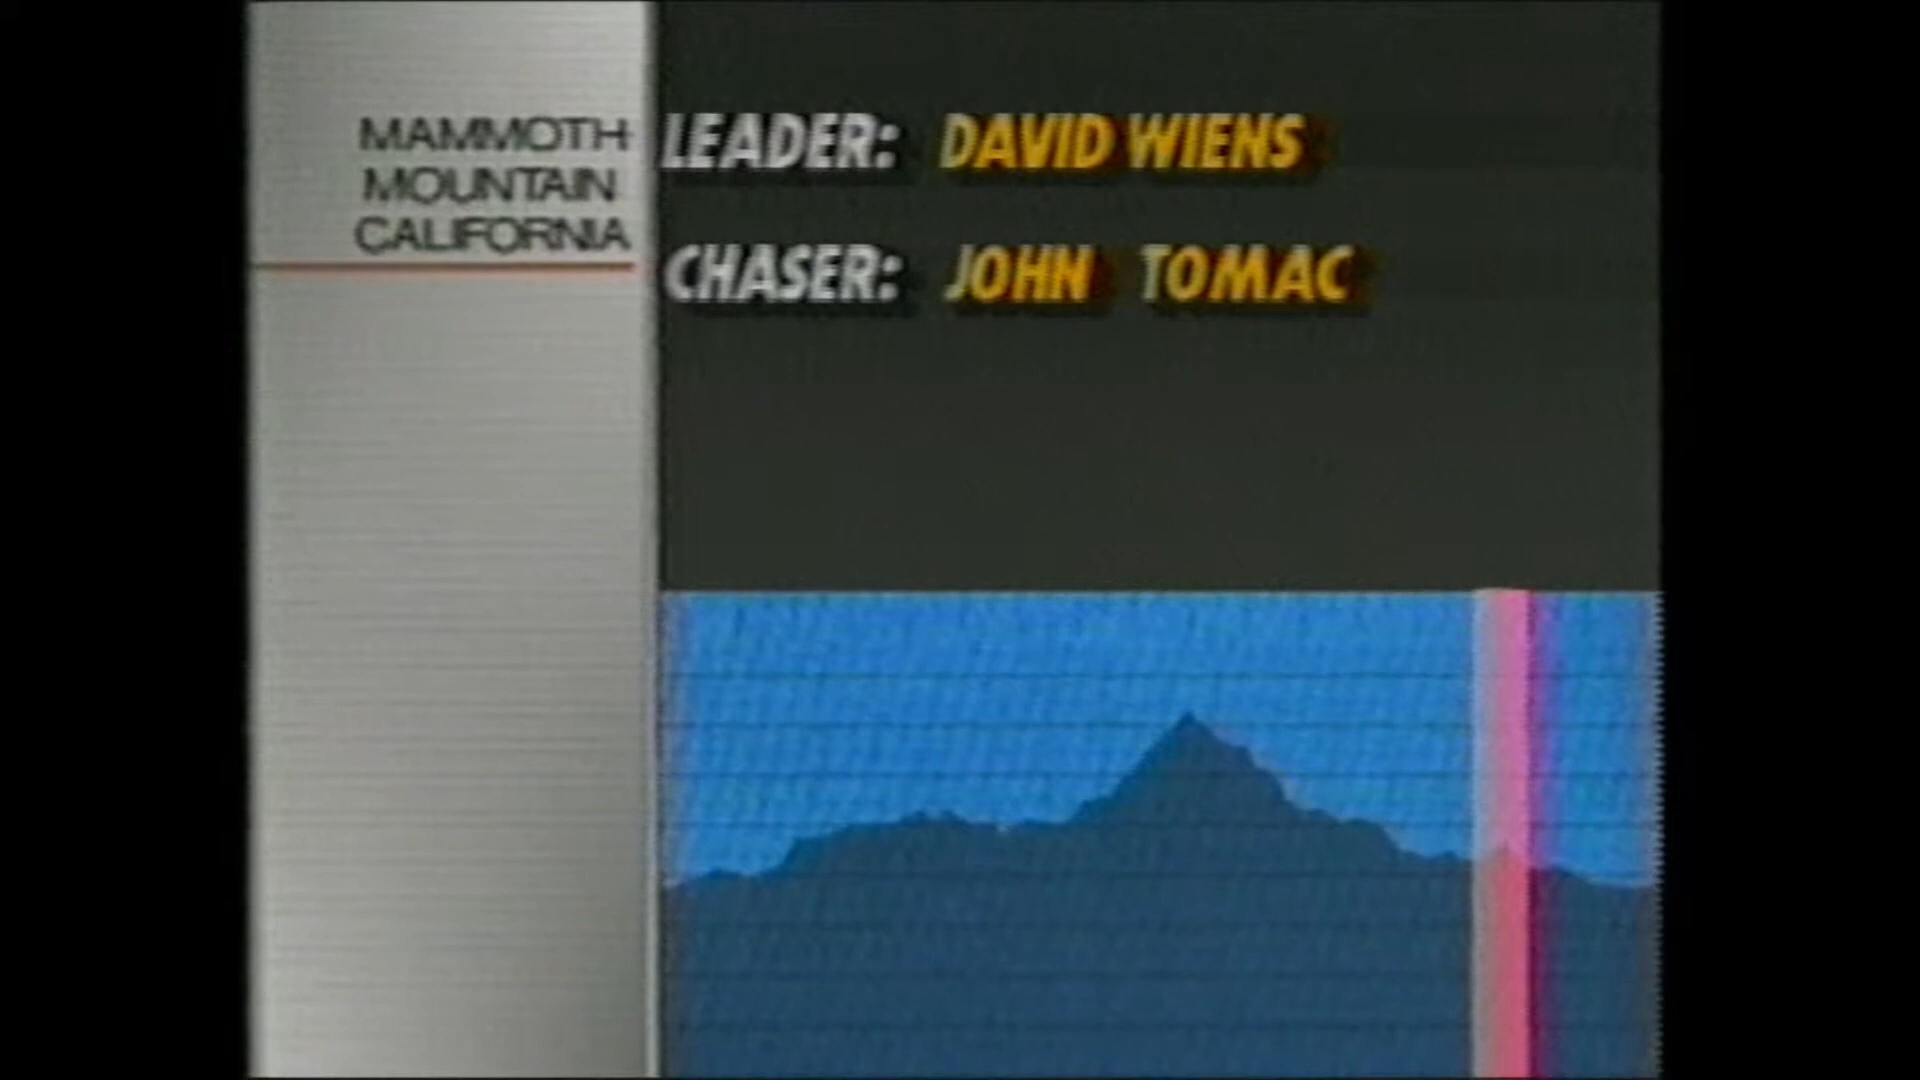 MAMMOTH
MOUNTAIN
CALIFORNIA
LEADER: DAVID WIENS
CHASER: JOHN TOMAC